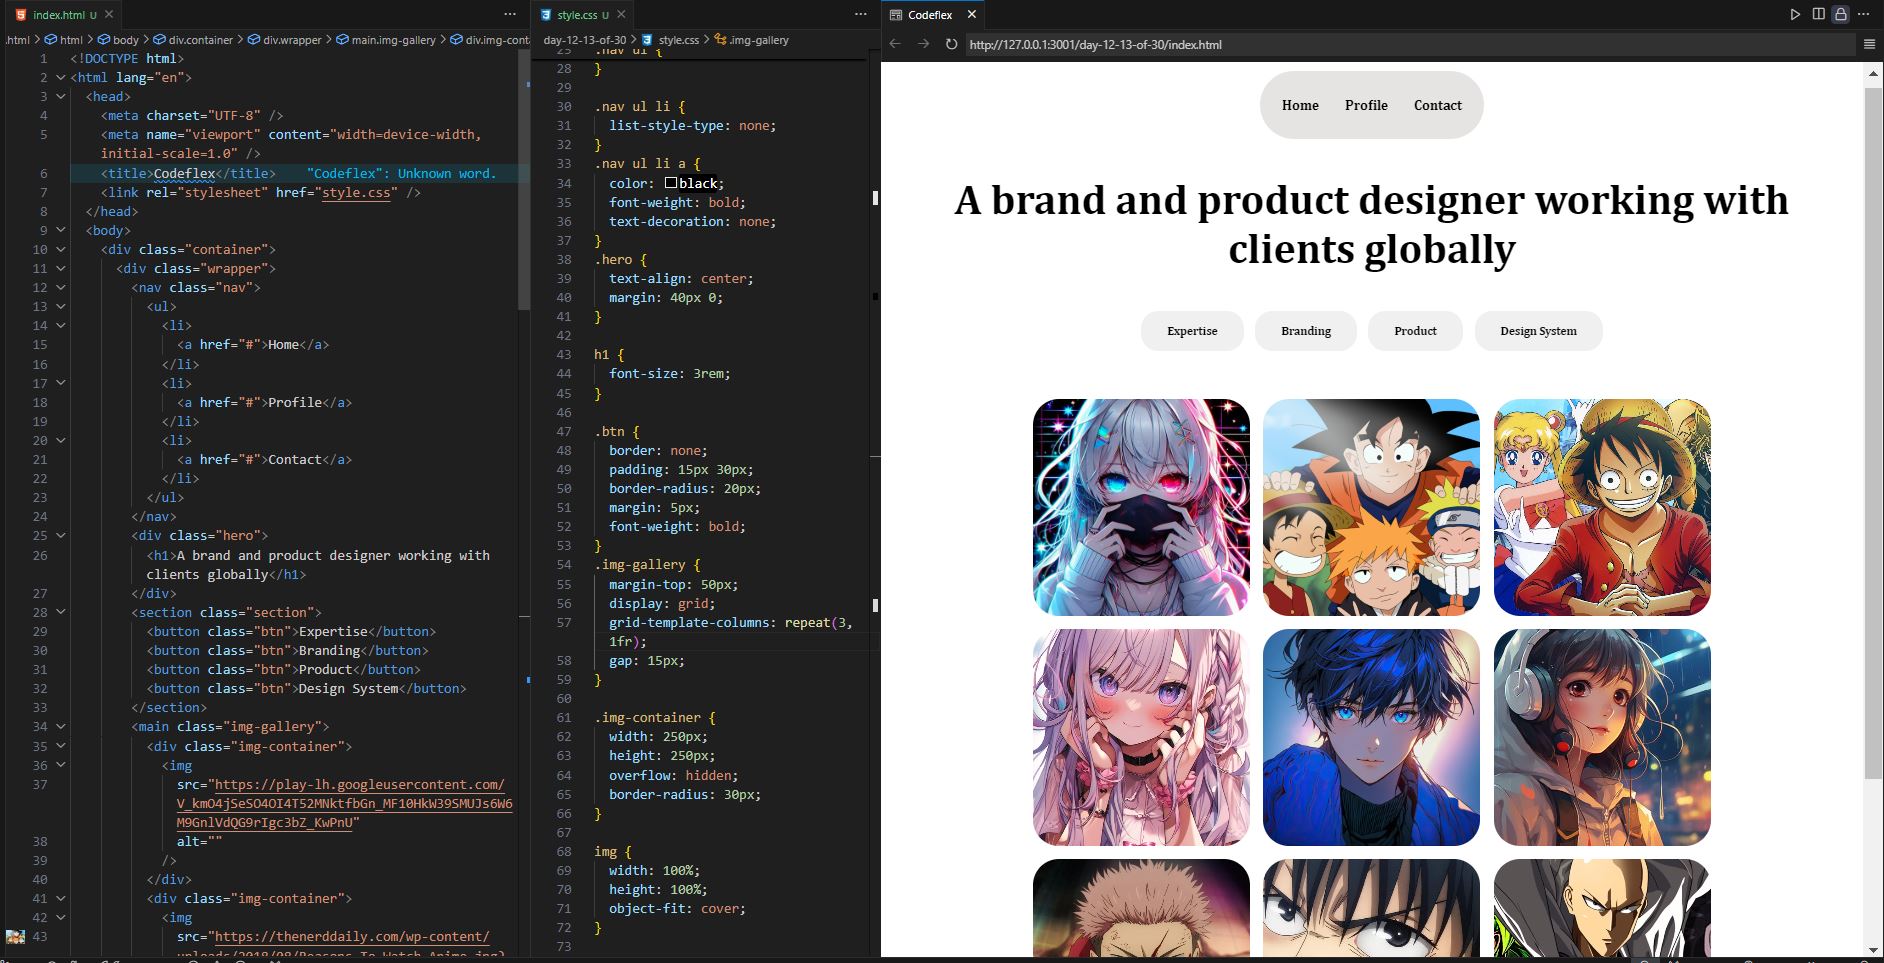 index.html U
style.css U
Codeflex
.html > html > body > div.container > div.wrapper > main.img-gallery > div.img-cont
day-12-13-of-30 > style.css > .img-gallery
http://127.0.0.1:3001/day-12-13-of-30/index.html
1 <!DOCTYPE html>
2 <html lang="en">
3 <head>
4 <meta charset="UTF-8" />
5 <meta name="viewport" content="width=device-width,
initial-scale=1.0" />
6 <title>Codeflex</title> "Codeflex": Unknown word.
7 <link rel="stylesheet" href="style.css" />
8 </head>
9 <body>
10 <div class="container">
11 <div class="wrapper">
12 <nav class="nav">
13 <ul>
14 <li>
15 <a href="#">Home</a>
16 </li>
17 <li>
18 <a href="#">Profile</a>
19 </li>
20 <li>
21 <a href="#">Contact</a>
22 </li>
23 </ul>
24 </nav>
25 <div class="hero">
26 <h1>A brand and product designer working with
clients globally</h1>
27 </div>
28 <section class="section">
29 <button class="btn">Expertise</button>
30 <button class="btn">Branding</button>
31 <button class="btn">Product</button>
32 <button class="btn">Design System</button>
33 </section>
34 <main class="img-gallery">
35 <div class="img-container">
36 <img
37 src="https://play-lh.googleusercontent.com/
V_kmO4jSeSO4OI4T52MNktfbGn_MF10HkW39SMUJs6W6
M9GnlVdQG9rIgc3bZ_KwPnU"
38 alt=""
39 />
40 </div>
41 <div class="img-container">
42 <img
43 src="https://thenerddaily.com/wp-content/
uploads/2018/08/Reasons-To-Watch-Anime.jpg?
25 .nav ul {
28 }
29
30 .nav ul li {
31 list-style-type: none;
32 }
33 .nav ul li a {
34 color: black;
35 font-weight: bold;
36 text-decoration: none;
37 }
38 .hero {
39 text-align: center;
40 margin: 40px 0;
41 }
42
43 h1 {
44 font-size: 3rem;
45 }
46
47 .btn {
48 border: none;
49 padding: 15px 30px;
50 border-radius: 20px;
51 margin: 5px;
52 font-weight: bold;
53 }
54 .img-gallery {
55 margin-top: 50px;
56 display: grid;
57 grid-template-columns: repeat(3,
1fr);
58 gap: 15px;
59 }
60
61 .img-container {
62 width: 250px;
63 height: 250px;
64 overflow: hidden;
65 border-radius: 30px;
66 }
67
68 img {
69 width: 100%;
70 height: 100%;
71 object-fit: cover;
72 }
73
Home Profile Contact
A brand and product designer working with
clients globally
Expertise Branding Product Design System